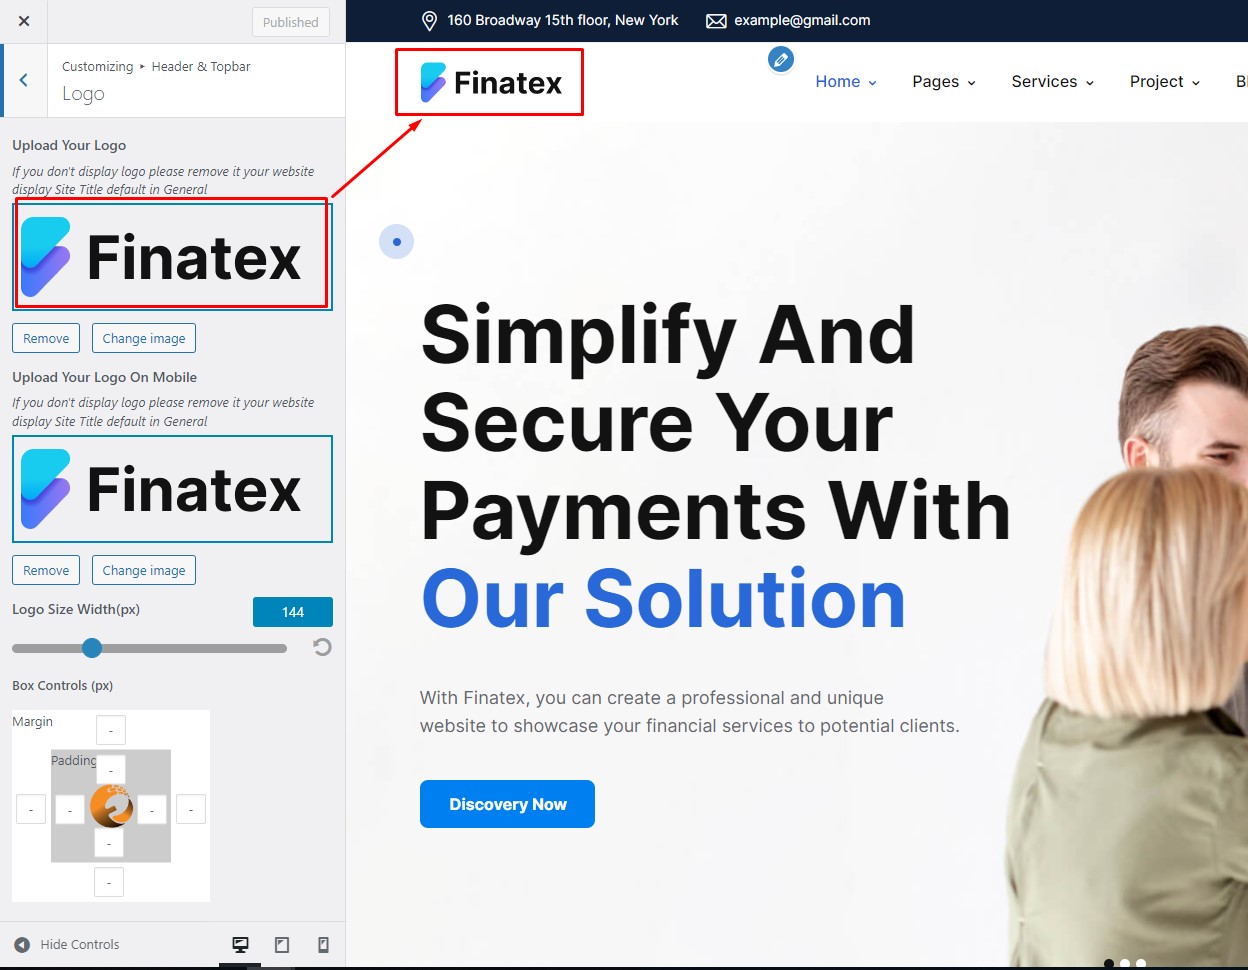 Published
Customizing ▸ Header & Topbar
Logo
Upload Your Logo
If you don't display logo please remove it your website
display Site Title default in General
Finatex
Remove
Change image
Upload Your Logo On Mobile
If you don't display logo please remove it your website
display Site Title default in General
Finatex
Remove
Change image
Logo Size Width(px)
144
Box Controls (px)
Margin
-
Padding
-
-
-
-
-
-
-
Hide Controls
160 Broadway 15th floor, New York
example@gmail.com
Finatex
Home
Pages
Services
Project
Simplify And
Secure Your
Payments With
Our Solution
With Finatex, you can create a professional and unique
website to showcase your financial services to potential clients.
Discovery Now